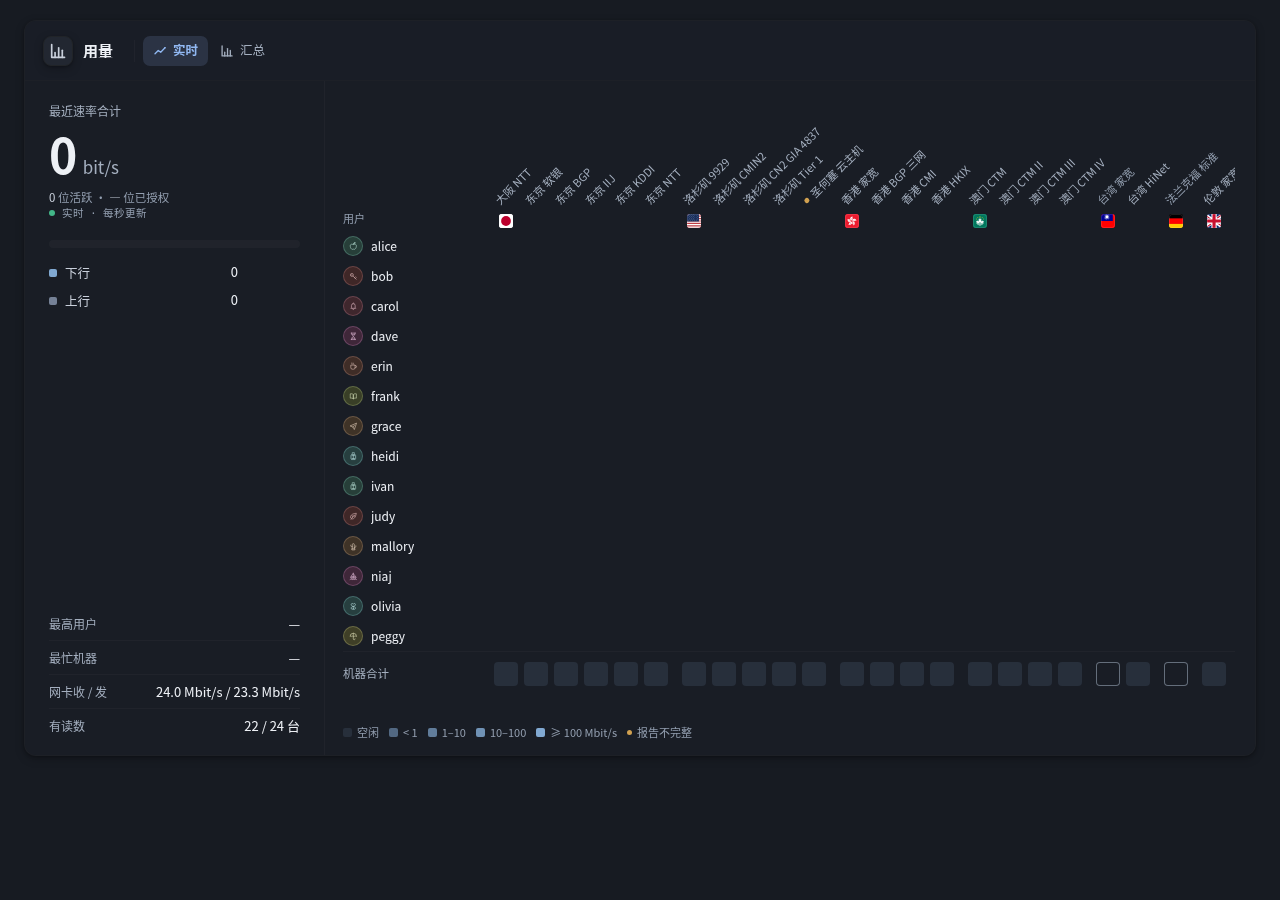 用量
实时
汇总
最近速率合计
0 bit/s
0 位活跃 · — 位已授权
实时 · 每秒更新
下行 0
上行 0
最高用户 —
最忙机器 —
网卡收 / 发 24.0 Mbit/s / 23.3 Mbit/s
有读数 22 / 24 台
用户
大阪 NTT
东京 软银
东京 BGP
东京 IIJ
东京 KDDI
东京 NTT
洛杉矶 9929
洛杉矶 CMIN2
洛杉矶 CN2 GIA 4837
洛杉矶 Tier 1
圣何塞 云主机
香港 家宽
香港 BGP 三网
香港 CMI
香港 HKIX
澳门 CTM
澳门 CTM II
澳门 CTM III
澳门 CTM IV
台湾 家宽
台湾 HiNet
法兰克福 标准
伦敦 家宽
alice
bob
carol
dave
erin
frank
grace
heidi
ivan
judy
mallory
niaj
olivia
peggy
机器合计
空闲
< 1
1–10
10–100
⩾ 100 Mbit/s
报告不完整